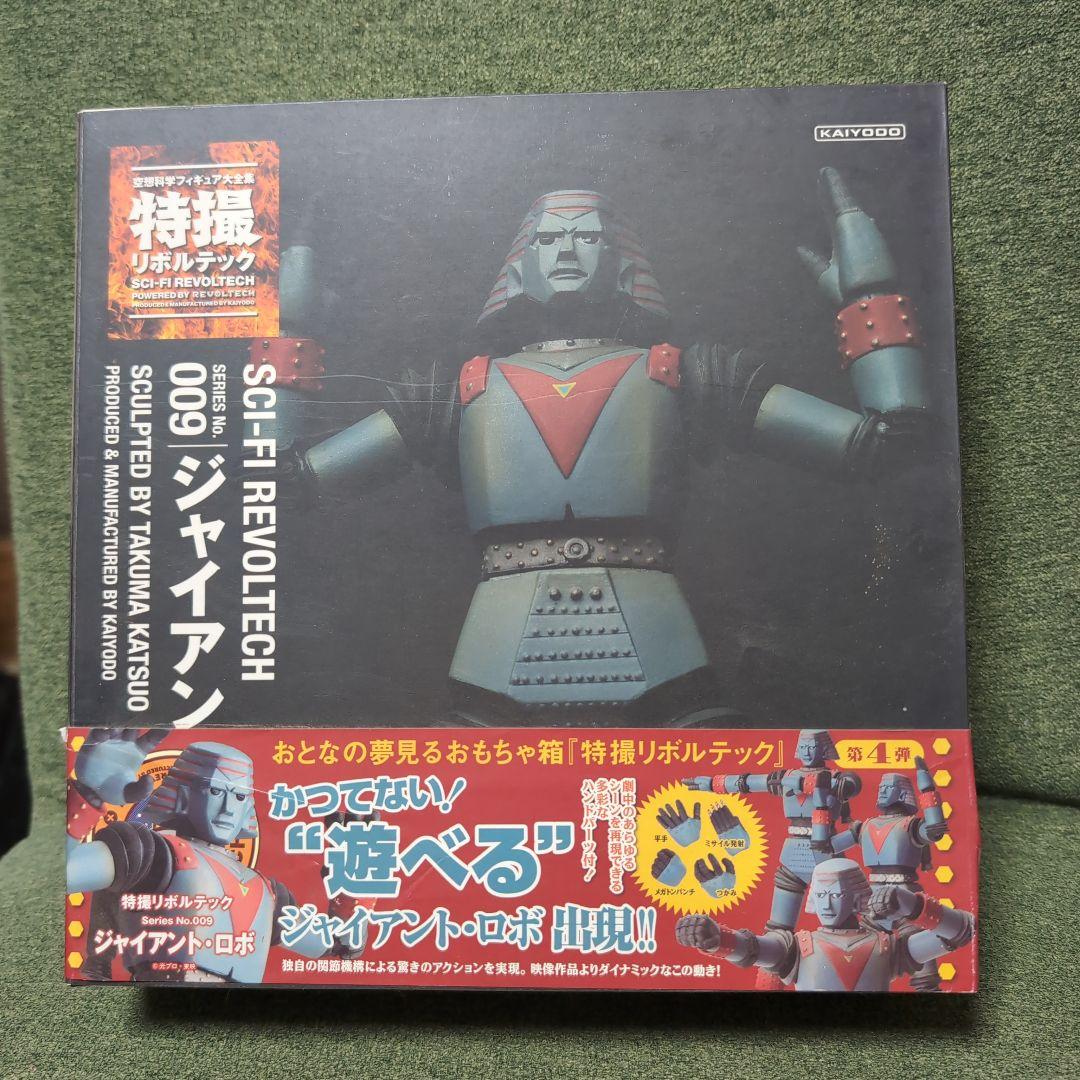 KAIYODO
空想科学フィギュア大全集
特撮
リボルテック
SCI-FI REVOLTECH
POWERED BY REVOLTECH
PRODUCED & MANUFACTURED BY KAIYODO
SCI-FI REVOLTECH
SERIES No.
009
ジャイアン
SCULPTED BY TAKUMA KATSUO
PRODUCED & MANUFACTURED BY KAIYODO
おとなの夢見るおもちゃ箱『特撮リボルテック』
第4弾
かつてない!
“遊べる”
ジャイアント・ロボ 出現!!
劇中のあらゆる
シーンを再現できる
多彩な
ハンドパーツ付!
平手
ミサイル発射
メガトンパンチ
つかみ
特撮リボルテック
Series No.009
ジャイアント・ロボ
©光プロ・東映
独自の関節機構による驚きのアクションを実現。映像作品よりダイナミックなこの動き!